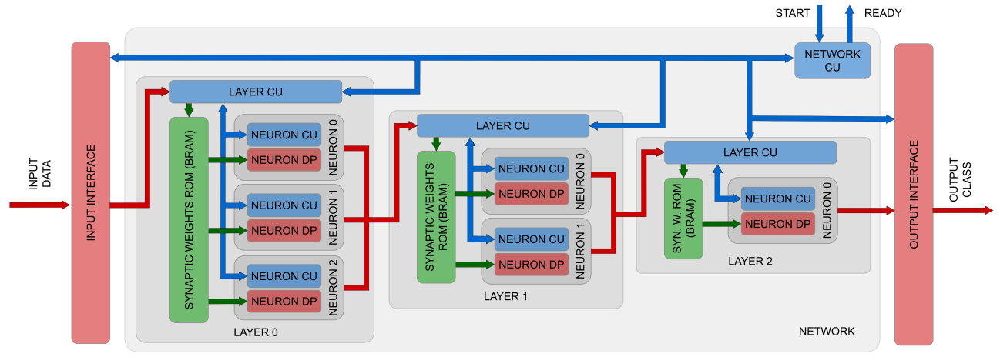 START
READY
NETWORK
CU
INPUT
DATA
INPUT INTERFACE
LAYER CU
SYNAPTIC WEIGHTS ROM (BRAM)
NEURON CU
NEURON DP
NEURON 0
NEURON CU
NEURON DP
NEURON 1
NEURON CU
NEURON DP
NEURON 2
LAYER 0
LAYER CU
SYNAPTIC WEIGHTS
ROM (BRAM)
NEURON CU
NEURON DP
NEURON 0
NEURON CU
NEURON DP
NEURON 1
LAYER 1
LAYER CU
SYN. W. ROM
(BRAM)
NEURON CU
NEURON DP
NEURON 0
LAYER 2
NETWORK
OUTPUT INTERFACE
OUTPUT
CLASS